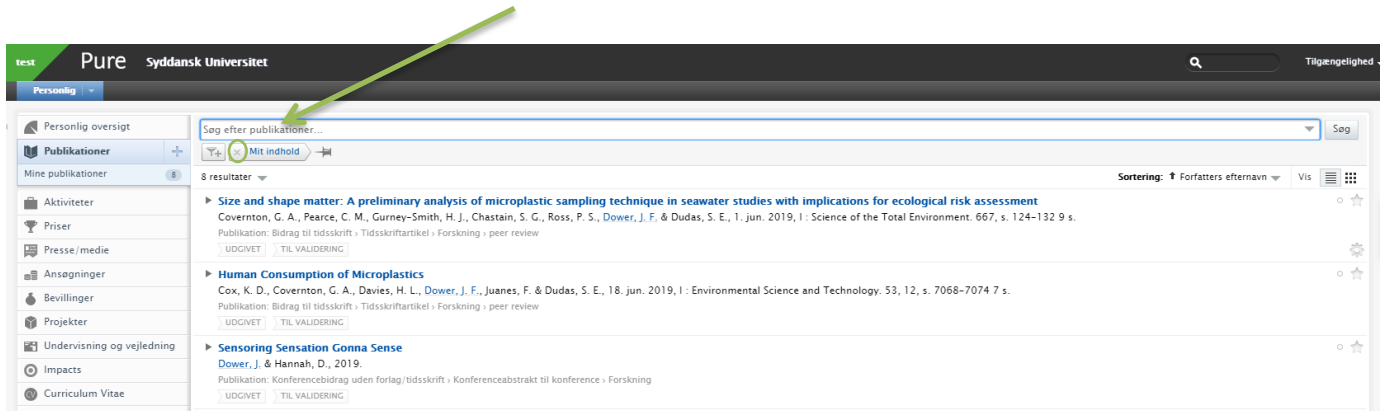 test Pure Syddansk Universitet Tilgængelighed
Personlig
Personlig oversigt
Publikationer
Mine publikationer 8
Aktiviteter
Priser
Presse/medie
Ansøgninger
Bevillinger
Projekter
Undervisning og vejledning
Impacts
Curriculum Vitae
Søg efter publikationer... Søg
Mit indhold
8 resultater Sortering: Forfatters efternavn Vis
Size and shape matter: A preliminary analysis of microplastic sampling technique in seawater studies with implications for ecological risk assessment
Covernton, G. A., Pearce, C. M., Gurney-Smith, H. J., Chastain, S. G., Ross, P. S., Dower, J. F. & Dudas, S. E., 1. jun. 2019, I : Science of the Total Environment. 667, s. 124-132 9 s.
Publikation: Bidrag til tidsskrift › Tidsskriftartikel › Forskning › peer review
UDGIVET TIL VALIDERING
Human Consumption of Microplastics
Cox, K. D., Covernton, G. A., Davies, H. L., Dower, J. F., Juanes, F. & Dudas, S. E., 18. jun. 2019, I : Environmental Science and Technology. 53, 12, s. 7068-7074 7 s.
Publikation: Bidrag til tidsskrift › Tidsskriftartikel › Forskning › peer review
UDGIVET TIL VALIDERING
Sensoring Sensation Gonna Sense
Dower, J. & Hannah, D., 2019.
Publikation: Konferencebidrag uden forlag/tidsskrift › Konferenceabstrakt til konference › Forskning
UDGIVET TIL VALIDERING